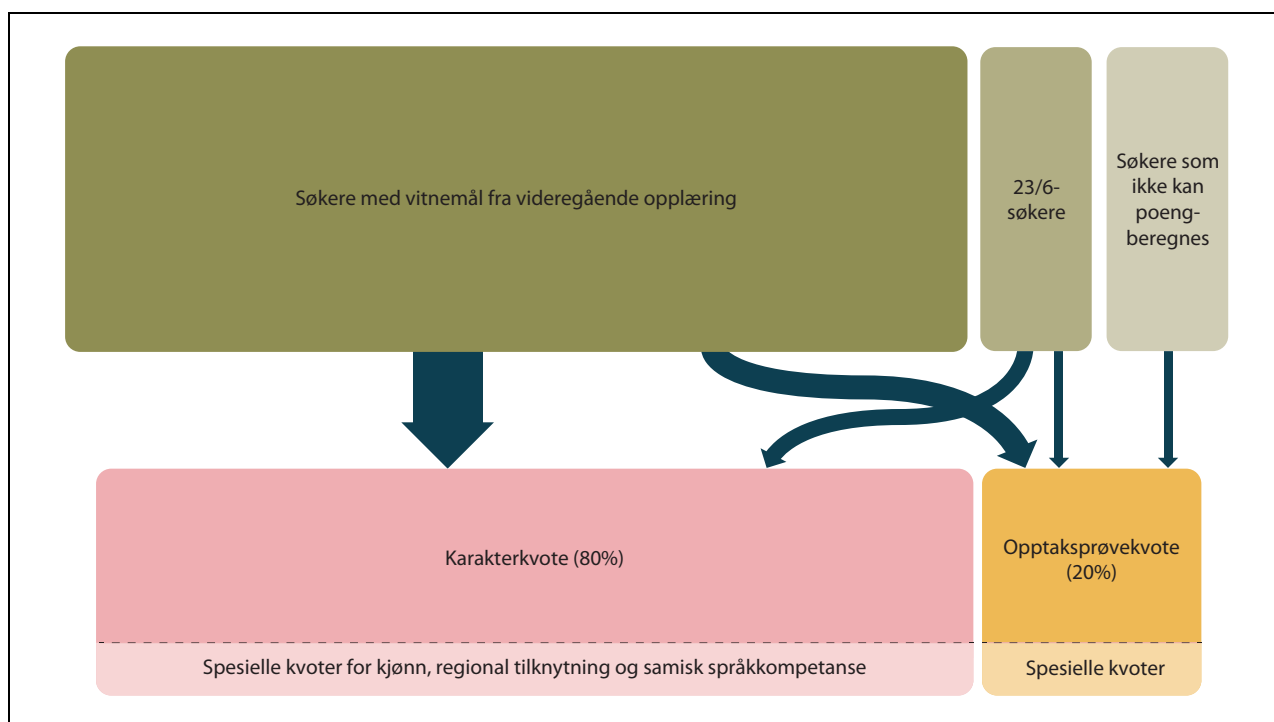 Søkere med vitnemål fra videregående opplæring
23/6-
søkere
Søkere som
ikke kan
poeng-
beregnes
Karakterkvote (80%)
Opptaksprøvekvote
(20%)
Spesielle kvoter for kjønn, regional tilknytning og samisk språkkompetanse
Spesielle kvoter